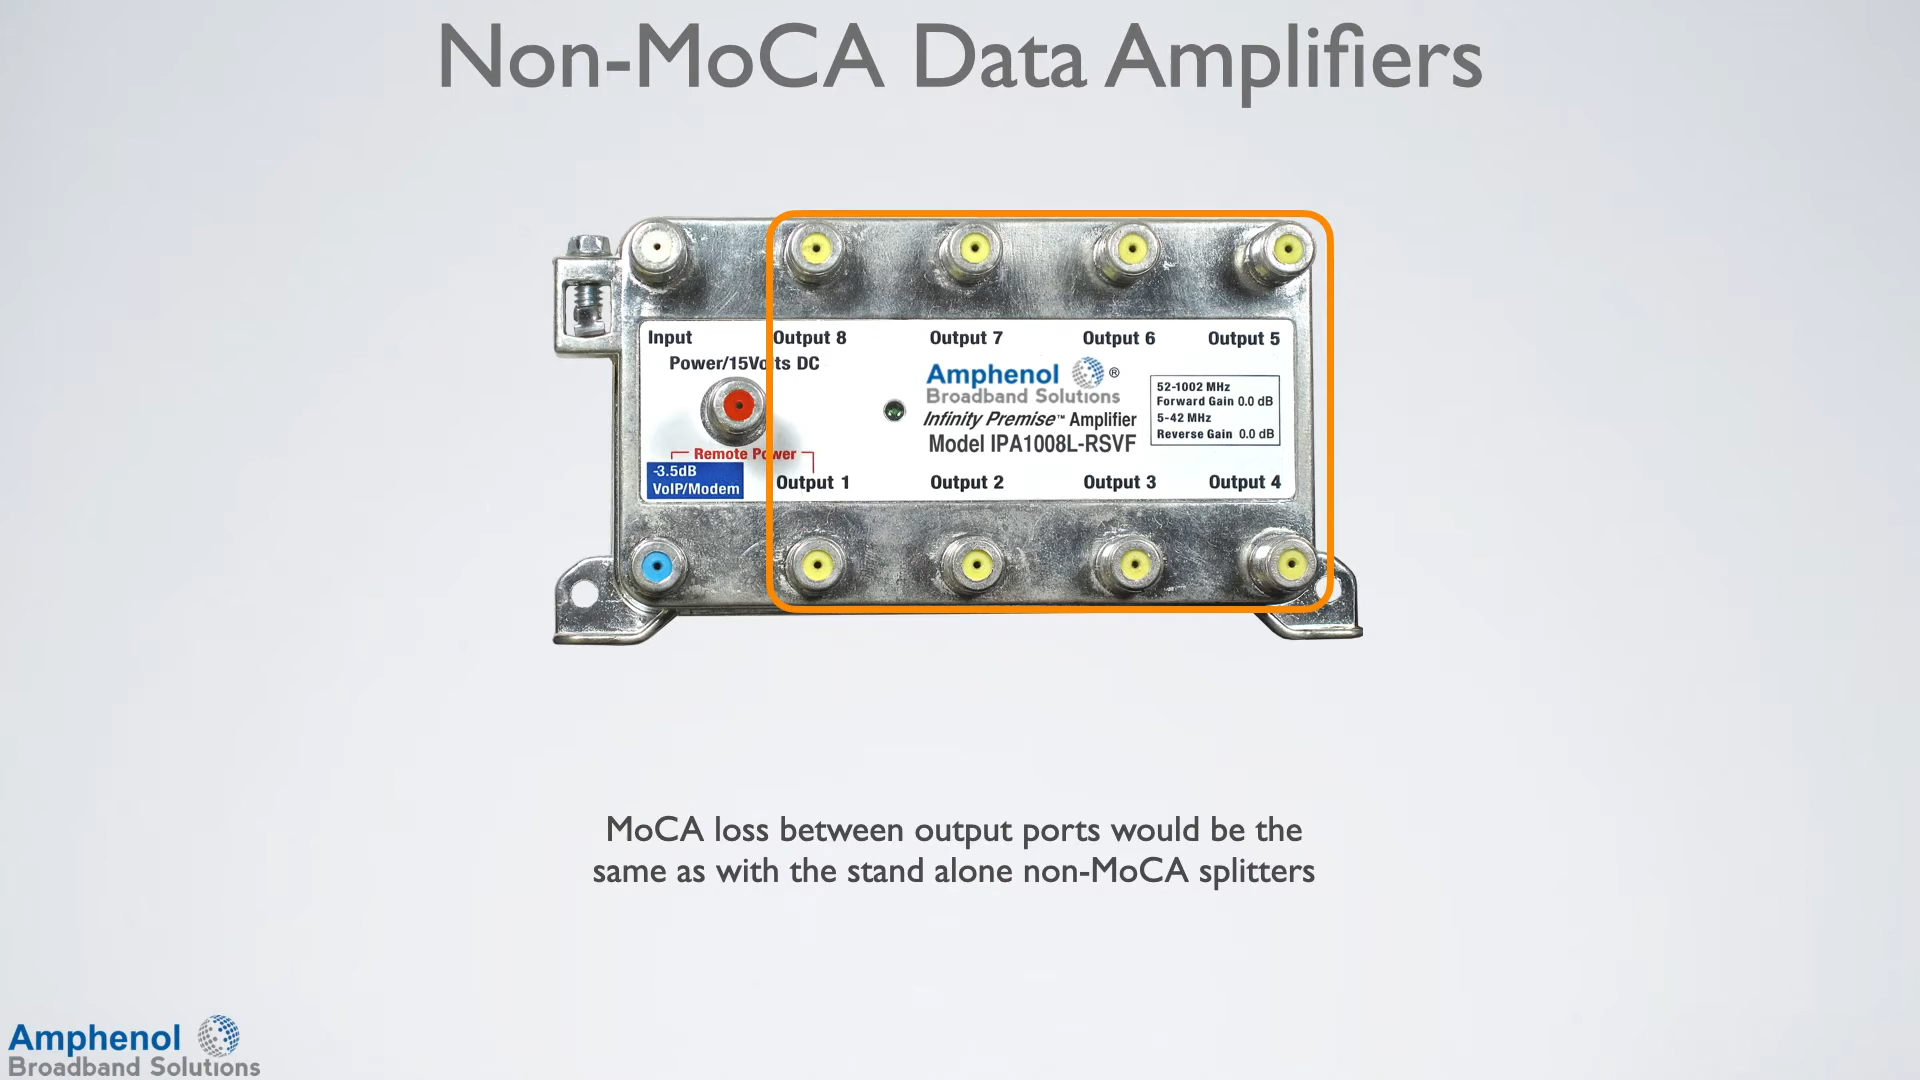 Non-MoCA Data Amplifiers
Input
Output 8
Output 7
Output 6
Output 5
Power/15Volts DC
Amphenol ®
Broadband Solutions
Infinity Premise™ Amplifier
Model IPA1008L-RSVF
52-1002 MHz
Forward Gain 0.0 dB
5-42 MHz
Reverse Gain 0.0 dB
Remote Power
-3.5dB
VoIP/Modem
Output 1
Output 2
Output 3
Output 4
MoCA loss between output ports would be the
same as with the stand alone non-MoCA splitters
Amphenol
Broadband Solutions